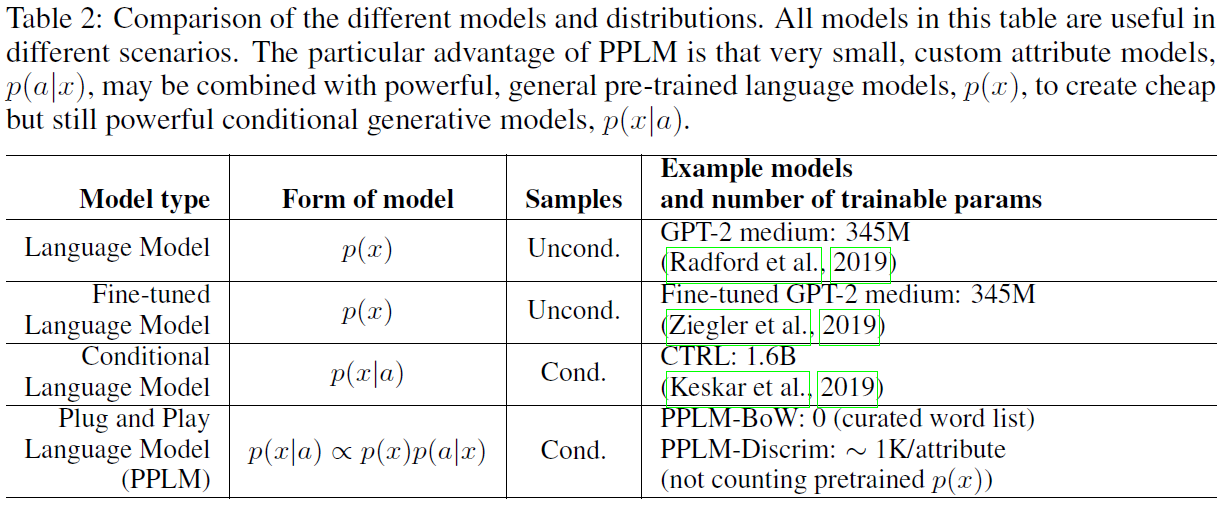 Table 2: Comparison of the different models and distributions. All models in this table are useful in
different scenarios. The particular advantage of PPLM is that very small, custom attribute models,
p(a|x), may be combined with powerful, general pre-trained language models, p(x), to create cheap
but still powerful conditional generative models, p(x|a).
Model type Form of model Samples Example models
and number of trainable params
Language Model p(x) Uncond. GPT-2 medium: 345M
(Radford et al., 2019)
Fine-tuned
Language Model p(x) Uncond. Fine-tuned GPT-2 medium: 345M
(Ziegler et al., 2019)
Conditional
Language Model p(x|a) Cond. CTRL: 1.6B
(Keskar et al., 2019)
Plug and Play
Language Model
(PPLM) p(x|a) ∝ p(x)p(a|x) Cond. PPLM-BoW: 0 (curated word list)
PPLM-Discrim: ∼ 1K/attribute
(not counting pretrained p(x))